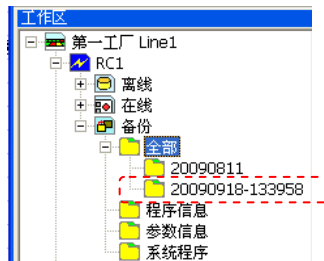 工作区
第一工厂 Line1
RC1
离线
在线
备份
全部
20090811
20090918-133958
程序信息
参数信息
系统程序